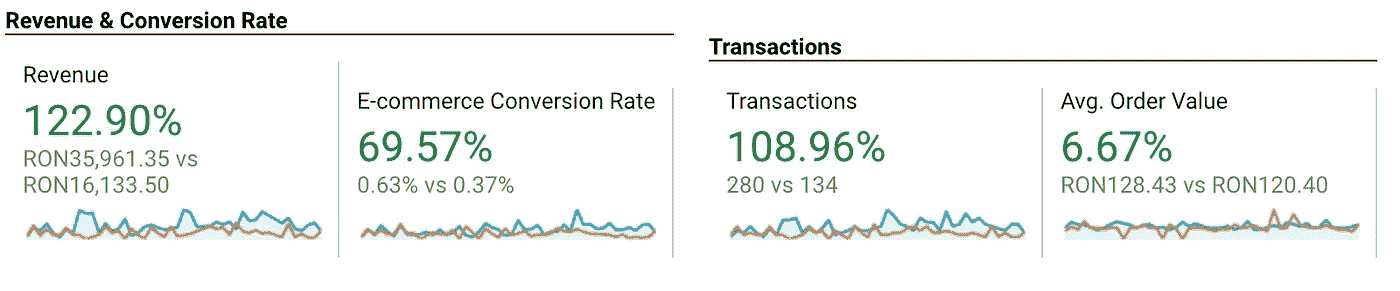 Revenue & Conversion Rate
Revenue
122.90%
RON35,961.35 vs
RON16,133.50
E-commerce Conversion Rate
69.57%
0.63% vs 0.37%
Transactions
Transactions
108.96%
280 vs 134
Avg. Order Value
6.67%
RON128.43 vs RON120.40